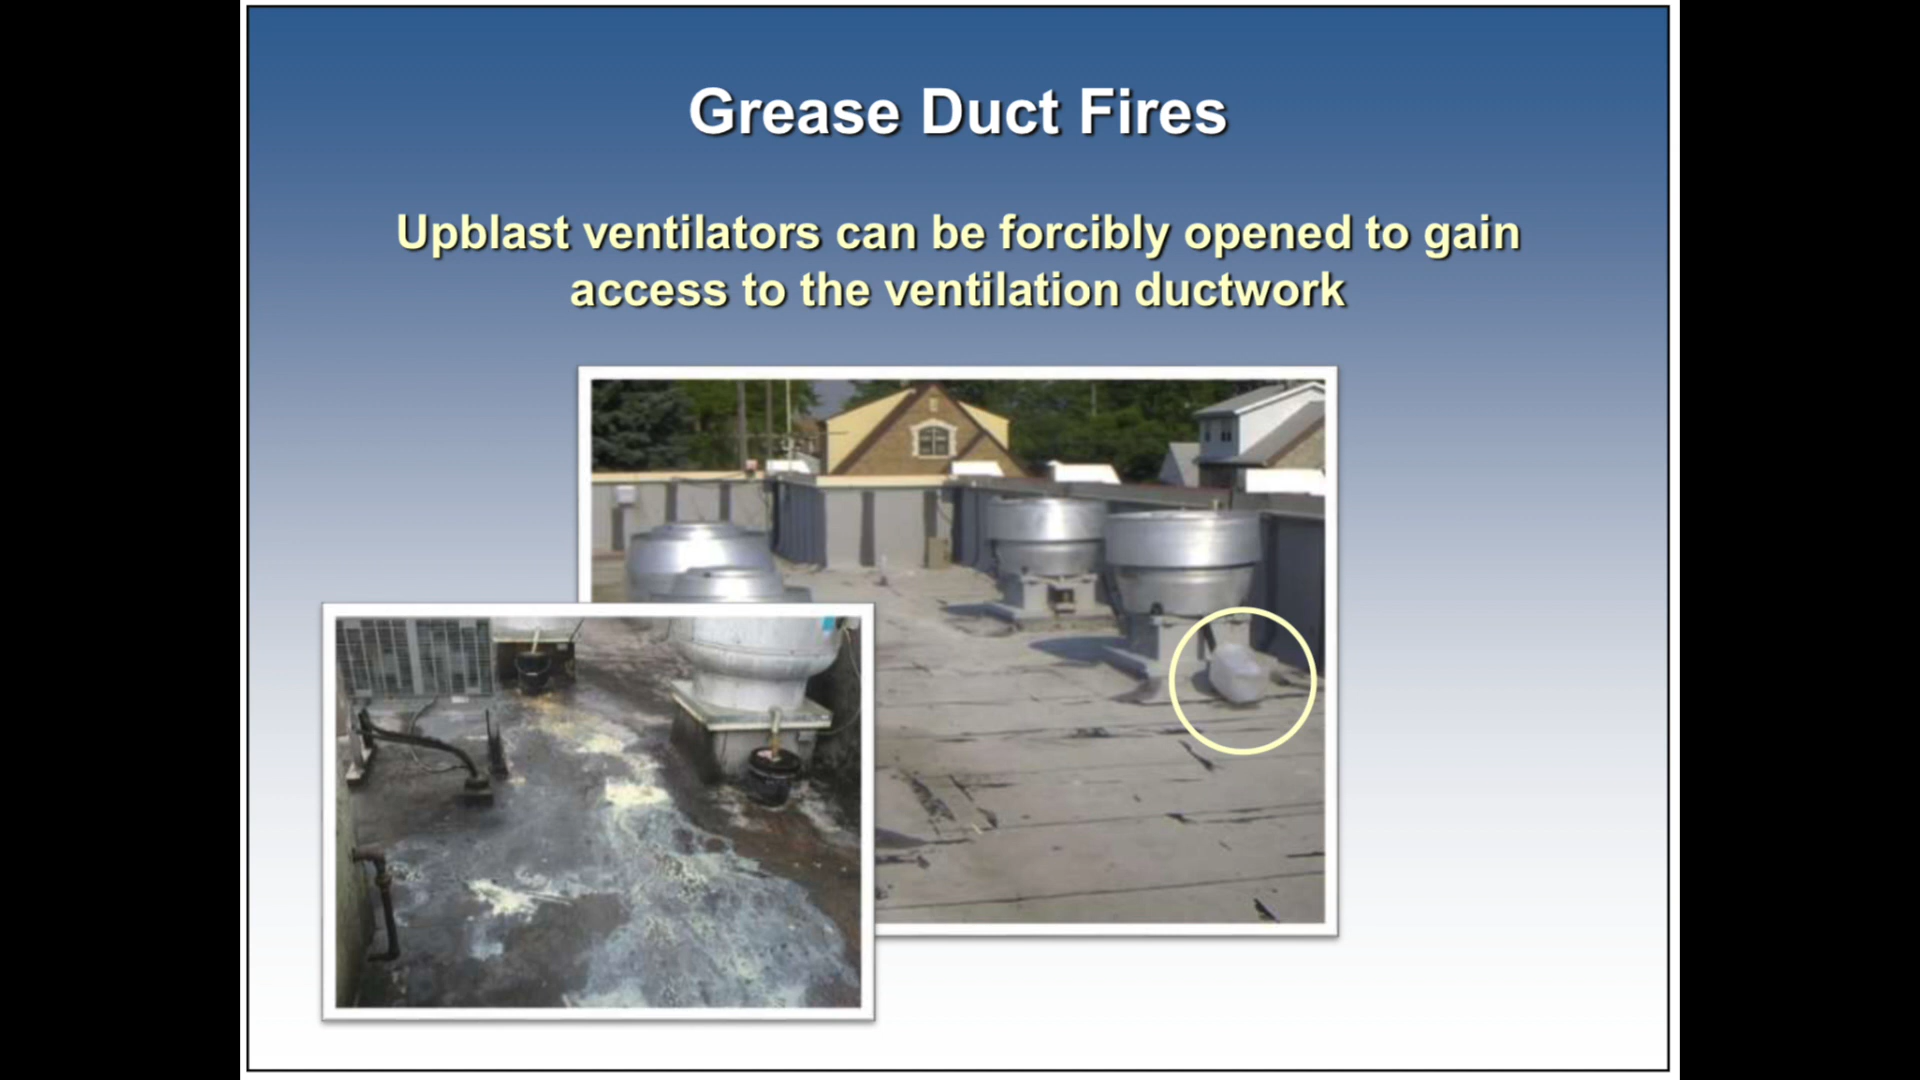 Grease Duct Fires
Upblast ventilators can be forcibly opened to gain
access to the ventilation ductwork